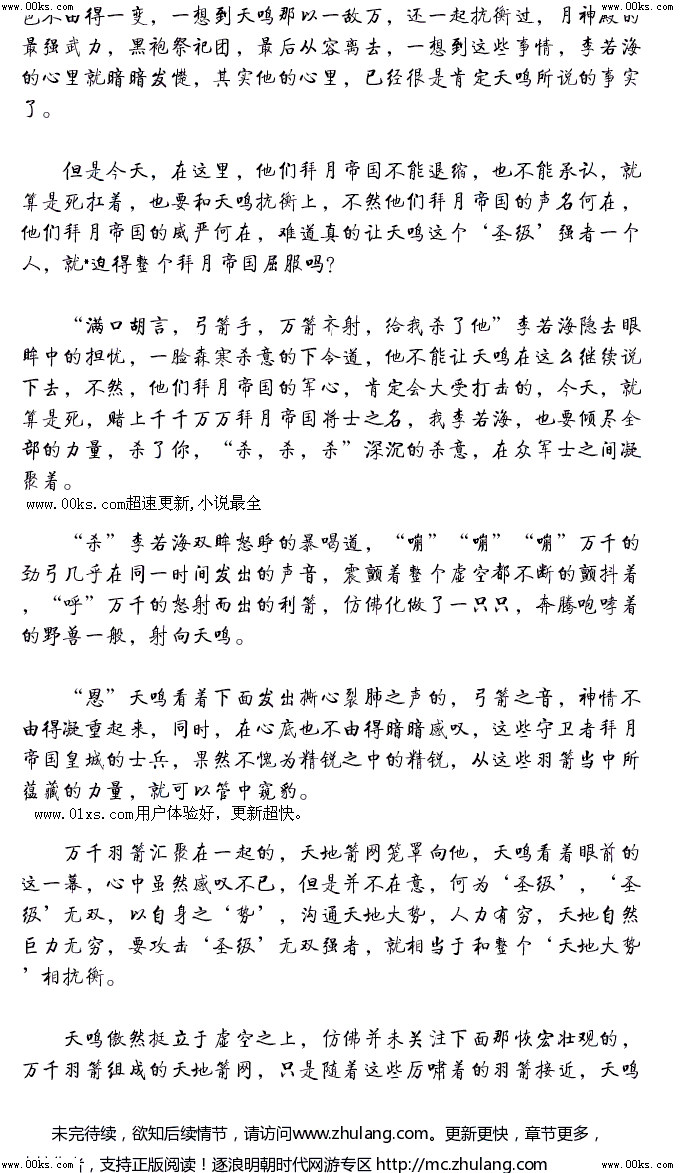 www.00ks.com www.00ks.com
色不由得一变，一想到天鸣那以一敌万，还一起抗衡过，月神殿的
最强武力，黑袍祭祀团，最后从容离去，一想到这些事情，李若海
的心里就暗暗发憷，其实他的心里，已经很是肯定天鸣所说的事实
了。
但是今天，在这里，他们拜月帝国不能退缩，也不能承认，就
算是死扛着，也要和天鸣抗衡上，不然他们拜月帝国的声名何在，
他们拜月帝国的威严何在，难道真的让天鸣这个‘圣级’强者一个
人，就*迫得整个拜月帝国屈服吗？
“满口胡言，弓箭手，万箭齐射，给我杀了他”李若海隐去眼
眸中的担忧，一脸森寒杀意的下令道，他不能让天鸣在这么继续说
下去，不然，他们拜月帝国的军心，肯定会大受打击的，今天，就
算是死，赌上千千万万拜月帝国将士之名，我李若海，也要倾尽全
部的力量，杀了你，“杀，杀，杀”深沉的杀意，在众军士之间凝
聚着。
www.00ks.com超速更新,小说最全
“杀”李若海双眸怒睁的暴喝道，“嘣”“嘣”“嘣”万千的
劲弓几乎在同一时间发出的声音，震颤着整个虚空都不断的颤抖着
，“呼”万千的怒射而出的利箭，仿佛化做了一只只，奔腾咆哮着
的野兽一般，射向天鸣。
“恩”天鸣看着下面发出撕心裂肺之声的，弓箭之音，神情不
由得凝重起来，同时，在心底也不由得暗暗感叹，这些守卫者拜月
帝国皇城的士兵，果然不愧为精锐之中的精锐，从这些羽箭当中所
蕴藏的力量，就可以管中窥豹。
www.01xs.com用户体验好，更新超快。
万千羽箭汇聚在一起的，天地箭网笼罩向他，天鸣看着眼前的
这一幕，心中虽然感叹不已，但是并不在意，何为‘圣级’，‘圣
级’无双，以自身之‘势’，沟通天地大势，人力有穷，天地自然
巨力无穷，要攻击‘圣级’无双强者，就相当于和整个‘天地大势
’相抗衡。
天鸣傲然挺立于虚空之上，仿佛并未关注下面那恢宏壮观的，
万千羽箭组成的天地箭网，只是随着这些厉啸着的羽箭接近，天鸣
未完待续，欲知后续情节，请访问www.zhulang.com。更新更快，章节更多，
，支持正版阅读！逐浪明朝时代网游专区 http://mc.zhulang.com
www.00ks.com www.00ks.com